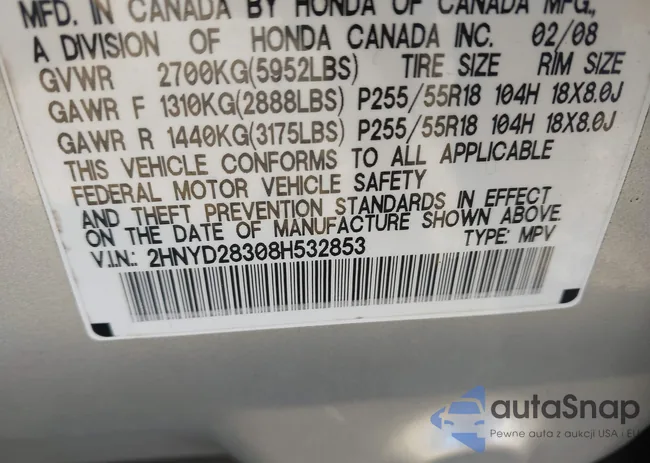 MFD. IN CANADA BY HONDA OF CANADA MFG.,
A DIVISION OF HONDA CANADA INC. 02/08
GVWR 2700KG(5952LBS) TIRE SIZE RIM SIZE
GAWR F 1310KG(2888LBS) P255/55R18 104H 18X8.0J
GAWR R 1440KG(3175LBS) P255/55R18 104H 18X8.0J
THIS VEHICLE CONFORMS TO ALL APPLICABLE
FEDERAL MOTOR VEHICLE SAFETY
AND THEFT PREVENTION STANDARDS IN EFFECT
ON THE DATE OF MANUFACTURE SHOWN ABOVE.
V.I.N.: 2HNYD28308H532853 TYPE: MPV
autaSnap
Pewne auta z aukcji USA i EU